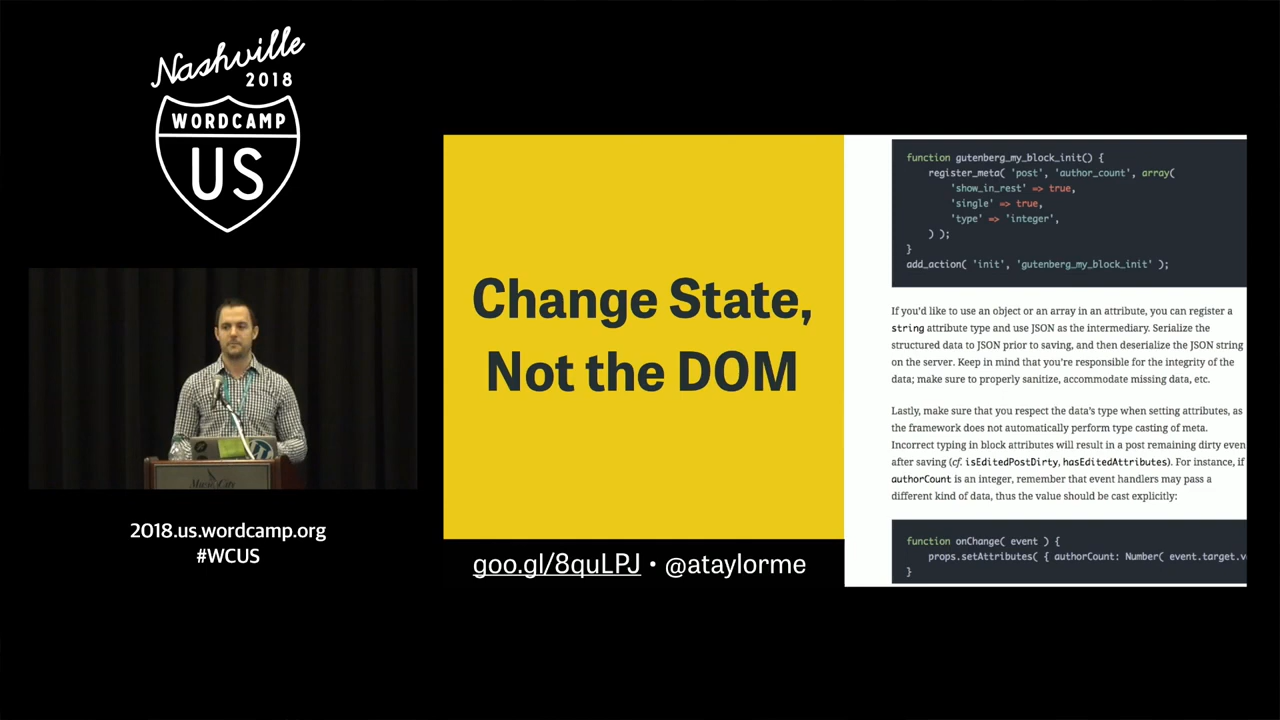 Nashville
2018
WORDCAMP
US
2018.us.wordcamp.org
#WCUS
Change State,
Not the DOM
goo.gl/8quLPJ • @ataylorme
function gutenberg_my_block_init() {
register_meta( 'post', 'author_count', array(
'show_in_rest' => true,
'single' => true,
'type' => 'integer',
) );
}
add_action( 'init', 'gutenberg_my_block_init' );
If you'd like to use an object or an array in an attribute, you can register a
string attribute type and use JSON as the intermediary. Serialize the
structured data to JSON prior to saving, and then deserialize the JSON string
on the server. Keep in mind that you're responsible for the integrity of the
data; make sure to properly sanitize, accommodate missing data, etc.
Lastly, make sure that you respect the data's type when setting attributes, as
the framework does not automatically perform type casting of meta.
Incorrect typing in block attributes will result in a post remaining dirty even
after saving (cf. isEditedPostDirty, hasEditedAttributes). For instance, if
authorCount is an integer, remember that event handlers may pass a
different kind of data, thus the value should be cast explicitly:
function onChange( event ) {
props.setAttributes( { authorCount: Number( event.target.v
}